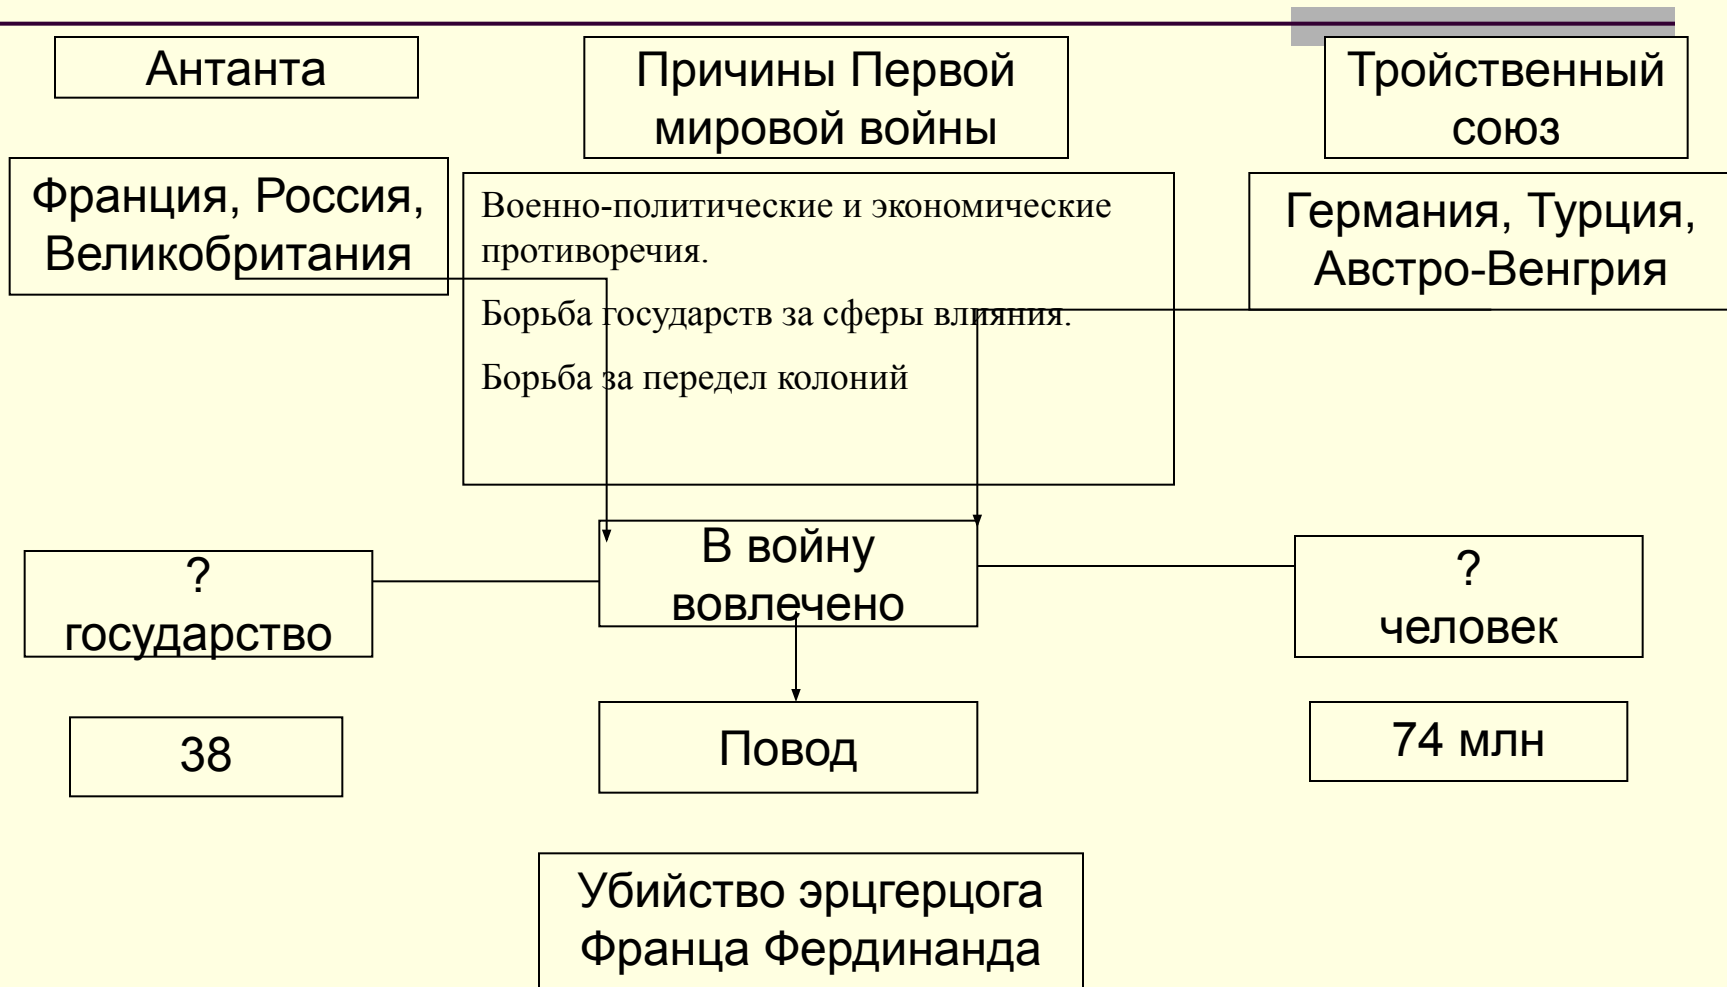 Антанта
Причины Первой
мировой войны
Тройственный
союз
Франция, Россия,
Великобритания
Военно-политические и экономические
противоречия.
Борьба государств за сферы влияния.
Борьба за передел колоний
Германия, Турция,
Австро-Венгрия
?
государство
В войну
вовлечено
?
человек
38
Повод
74 млн
Убийство эрцгерцога
Франца Фердинанда